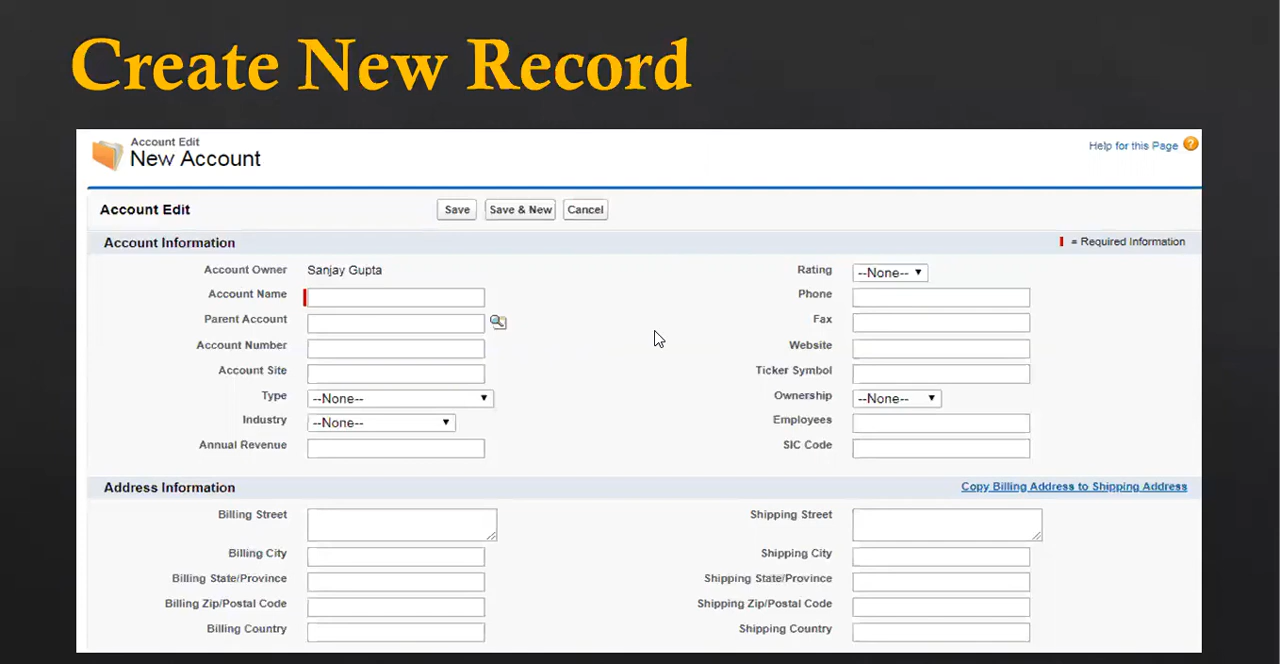 Create New Record
Account Edit
New Account
Help for this Page ?
Account Edit Save Save & New Cancel
Account Information = Required Information
Account Owner Sanjay Gupta Rating --None--
Account Name Phone
Parent Account Fax
Account Number Website
Account Site Ticker Symbol
Type --None-- Ownership --None--
Industry --None-- Employees
Annual Revenue SIC Code
Address Information Copy Billing Address to Shipping Address
Billing Street Shipping Street
Billing City Shipping City
Billing State/Province Shipping State/Province
Billing Zip/Postal Code Shipping Zip/Postal Code
Billing Country Shipping Country